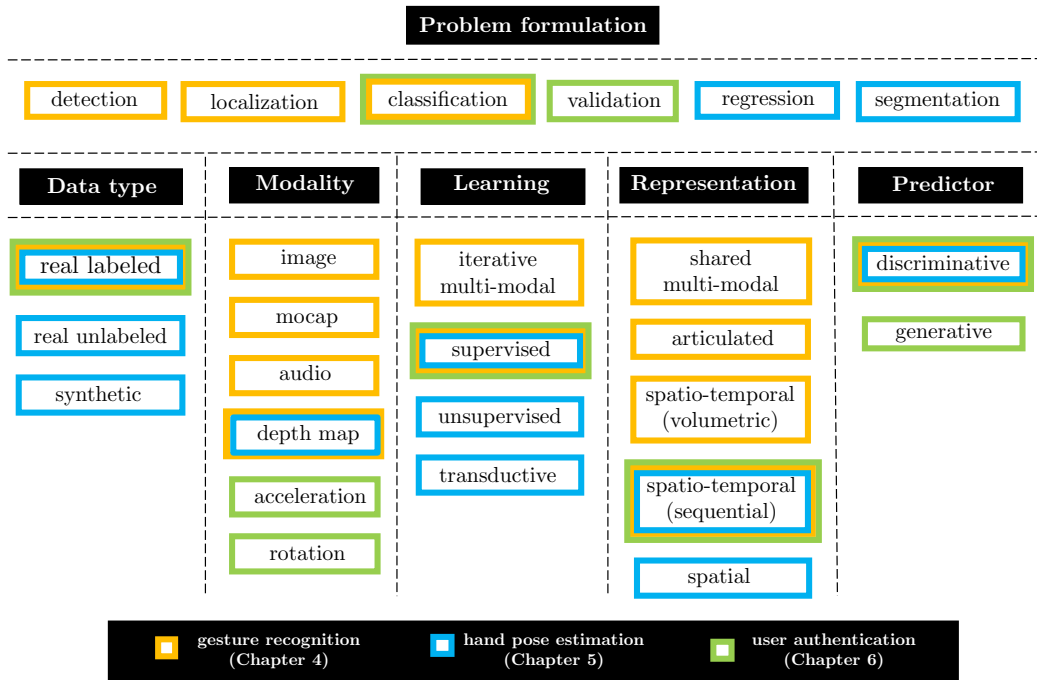 Problem formulation
detection
localization
classification
validation
regression
segmentation
Data type
Modality
Learning
Representation
Predictor
real labeled
real unlabeled
synthetic
image
mocap
audio
depth map
acceleration
rotation
iterative
multi-modal
supervised
unsupervised
transductive
shared
multi-modal
articulated
spatio-temporal
(volumetric)
spatio-temporal
(sequential)
spatial
discriminative
generative
gesture recognition
(Chapter 4)
hand pose estimation
(Chapter 5)
user authentication
(Chapter 6)